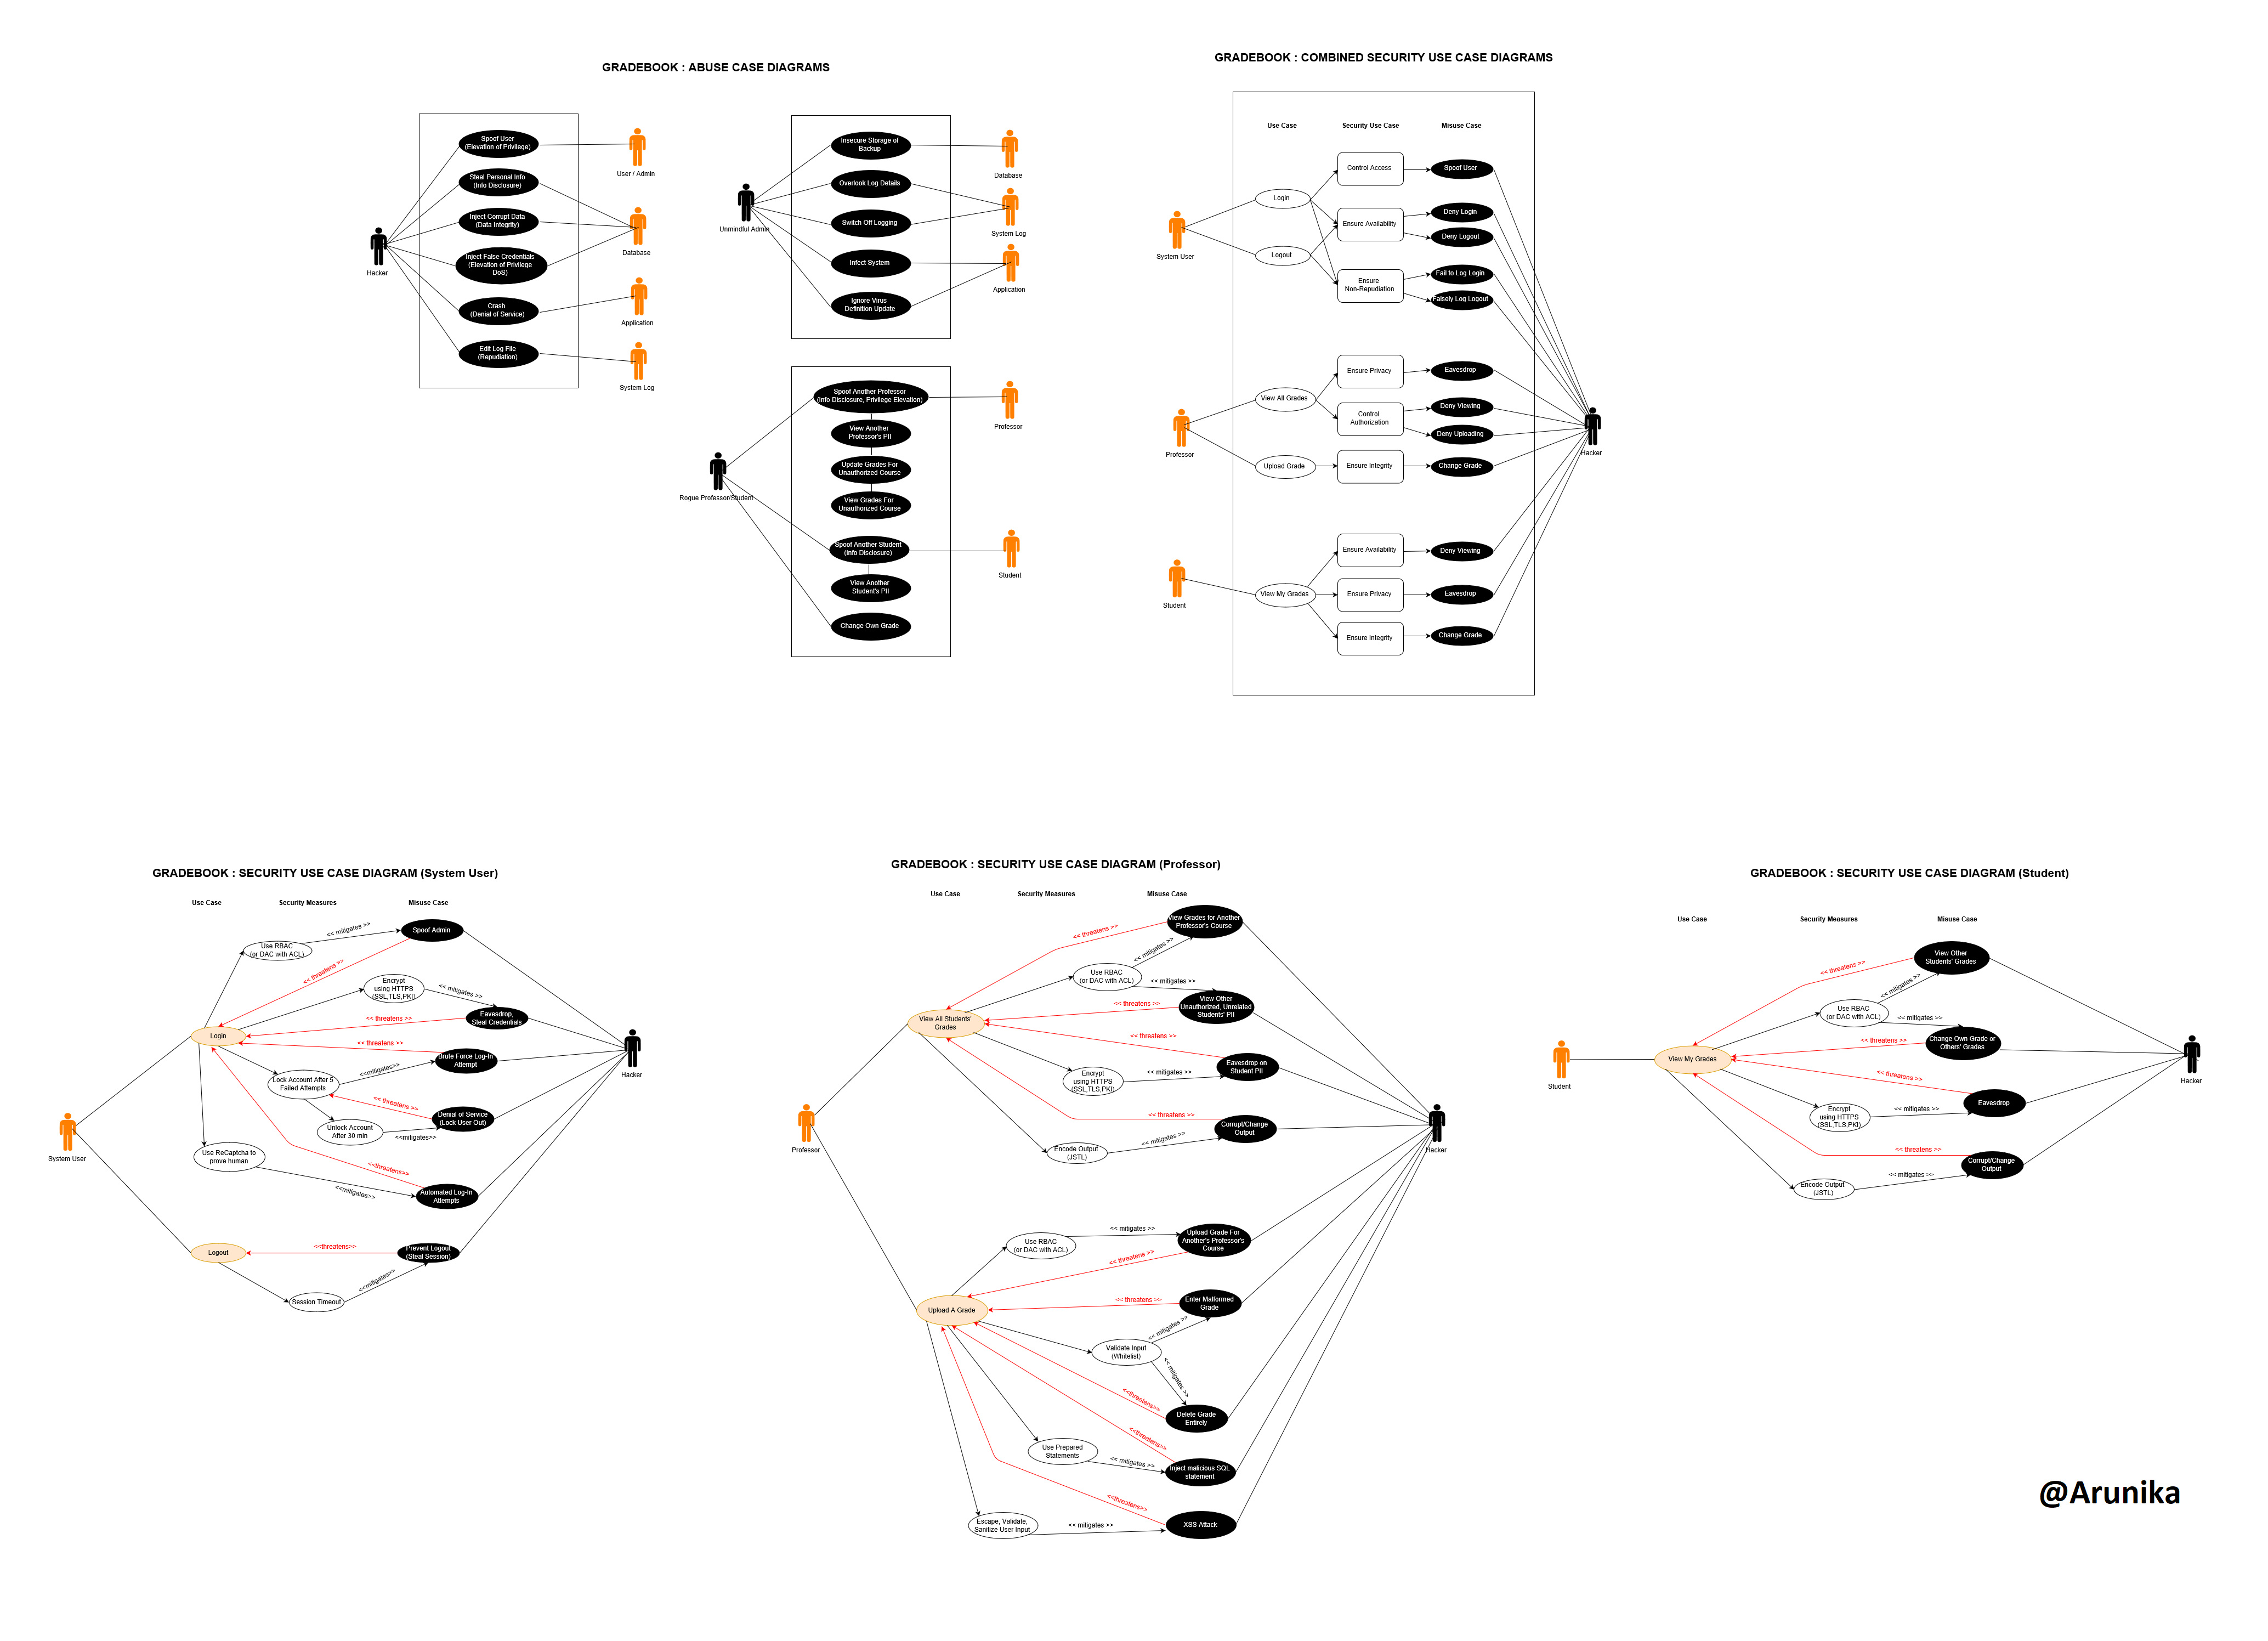 GRADEBOOK : ABUSE CASE DIAGRAMS
Spoof User
(Elevation of Privilege)
Steal Personal Info
(Info Disclosure)
Inject Corrupt Data
(Data Integrity)
Inject False Credentials
(Elevation of Privilege
DoS)
Crash
(Denial of Service)
Edit Log File
(Repudiation)
Hacker
User / Admin
Database
Application
System Log
Insecure Storage of
Backup
Overlook Log Details
Switch Off Logging
Infect System
Ignore Virus
Definition Update
Unmindful Admin
Database
System Log
Application
Spoof Another Professor
(Info Disclosure, Privilege Elevation)
View Another
Professor's PII
Update Grades For
Unauthorized Course
View Grades For
Unauthorized Course
Spoof Another Student
(Info Disclosure)
View Another
Student's PII
Change Own Grade
Rogue Professor/Student
Professor
Student
GRADEBOOK : COMBINED SECURITY USE CASE DIAGRAMS
Use Case
Security Use Case
Misuse Case
System User
Login
Logout
Control Access
Ensure Availability
Ensure
Non-Repudiation
Spoof User
Deny Login
Deny Logout
Fail to Log Login
Falsely Log Logout
Professor
View All Grades
Upload Grade
Ensure Privacy
Control
Authorization
Ensure Integrity
Eavesdrop
Deny Viewing
Deny Uploading
Change Grade
Hacker
Student
View My Grades
Ensure Availability
Ensure Privacy
Ensure Integrity
Deny Viewing
Eavesdrop
Change Grade
GRADEBOOK : SECURITY USE CASE DIAGRAM (System User)
Use Case
Security Measures
Misuse Case
<< mitigates >>
Spoof Admin
Use RBAC
(or DAC with ACL)
<< threatens >>
Encrypt
using HTTPS
(SSL,TLS,PKI)
<< mitigates >>
Eavesdrop,
Steal Credentials
<< threatens >>
Login
<< threatens >>
Brute Force Log-In
Attempt
<<mitigates>>
Lock Account After 5
Failed Attempts
<< threatens >>
Denial of Service
(Lock User Out)
Unlock Account
After 30 min
<<mitigates>>
Use ReCaptcha to
prove human
<<threatens>>
<<mitigates>>
Automated Log-In
Attempts
Logout
<<threatens>>
Prevent Logout
(Steal Session)
<<mitigates>>
Session Timeout
System User
Hacker
GRADEBOOK : SECURITY USE CASE DIAGRAM (Professor)
Use Case
Security Measures
Misuse Case
View Grades for Another
Professor's Course
<< threatens >>
<< mitigates >>
Use RBAC
(or DAC with ACL)
<< mitigates >>
View Other
Unauthorized, Unrelated
Students' PII
<< threatens >>
View All Students'
Grades
<< threatens >>
Eavesdrop on
Student PII
Encrypt
using HTTPS
(SSL,TLS,PKI)
<< mitigates >>
<< threatens >>
Corrupt/Change
Output
Encode Output
(JSTL)
<< mitigates >>
Professor
Hacker
<< mitigates >>
Upload Grade For
Another's Professor's
Course
Use RBAC
(or DAC with ACL)
<< threatens >>
<< threatens >>
Enter Malformed
Grade
Upload A Grade
<< mitigates >>
Validate Input
(Whitelist)
<< mitigates >>
<<threatens>>
Delete Grade
Entirely
<<threatens>>
Use Prepared
Statements
<< mitigates >>
Inject malicious SQL
statement
<<threatens>>
Escape, Validate,
Sanitize User Input
<< mitigates >>
XSS Attack
GRADEBOOK : SECURITY USE CASE DIAGRAM (Student)
Use Case
Security Measures
Misuse Case
View Other
Students' Grades
<< threatens >>
<< mitigates >>
Use RBAC
(or DAC with ACL)
<< mitigates >>
Change Own Grade or
Others' Grades
<< threatens >>
View My Grades
<< threatens >>
Eavesdrop
Encrypt
using HTTPS
(SSL,TLS,PKI)
<< mitigates >>
<< threatens >>
Corrupt/Change
Output
<< mitigates >>
Encode Output
(JSTL)
Student
Hacker
@Arunika